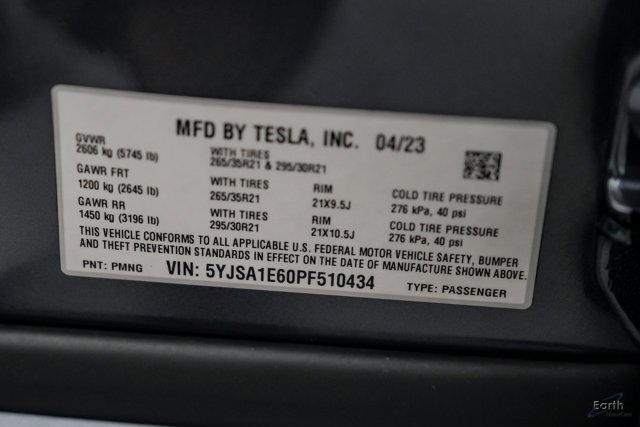 MFD BY TESLA, INC. 04/23
GVWR
2606 kg (5745 lb)
WITH TIRES
265/35R21 & 295/30R21
GAWR FRT
1200 kg (2645 lb)
WITH TIRES
265/35R21
RIM
21X9.5J
COLD TIRE PRESSURE
276 kPa, 40 psi
GAWR RR
1450 kg (3196 lb)
WITH TIRES
295/30R21
RIM
21X10.5J
COLD TIRE PRESSURE
276 kPa, 40 psi
THIS VEHICLE CONFORMS TO ALL APPLICABLE U.S. FEDERAL MOTOR VEHICLE SAFETY, BUMPER
AND THEFT PREVENTION STANDARDS IN EFFECT ON THE DATE OF MANUFACTURE SHOWN ABOVE.
PNT: PMNG VIN: 5YJSA1E60PF510434 TYPE: PASSENGER
Earth
MotorCars